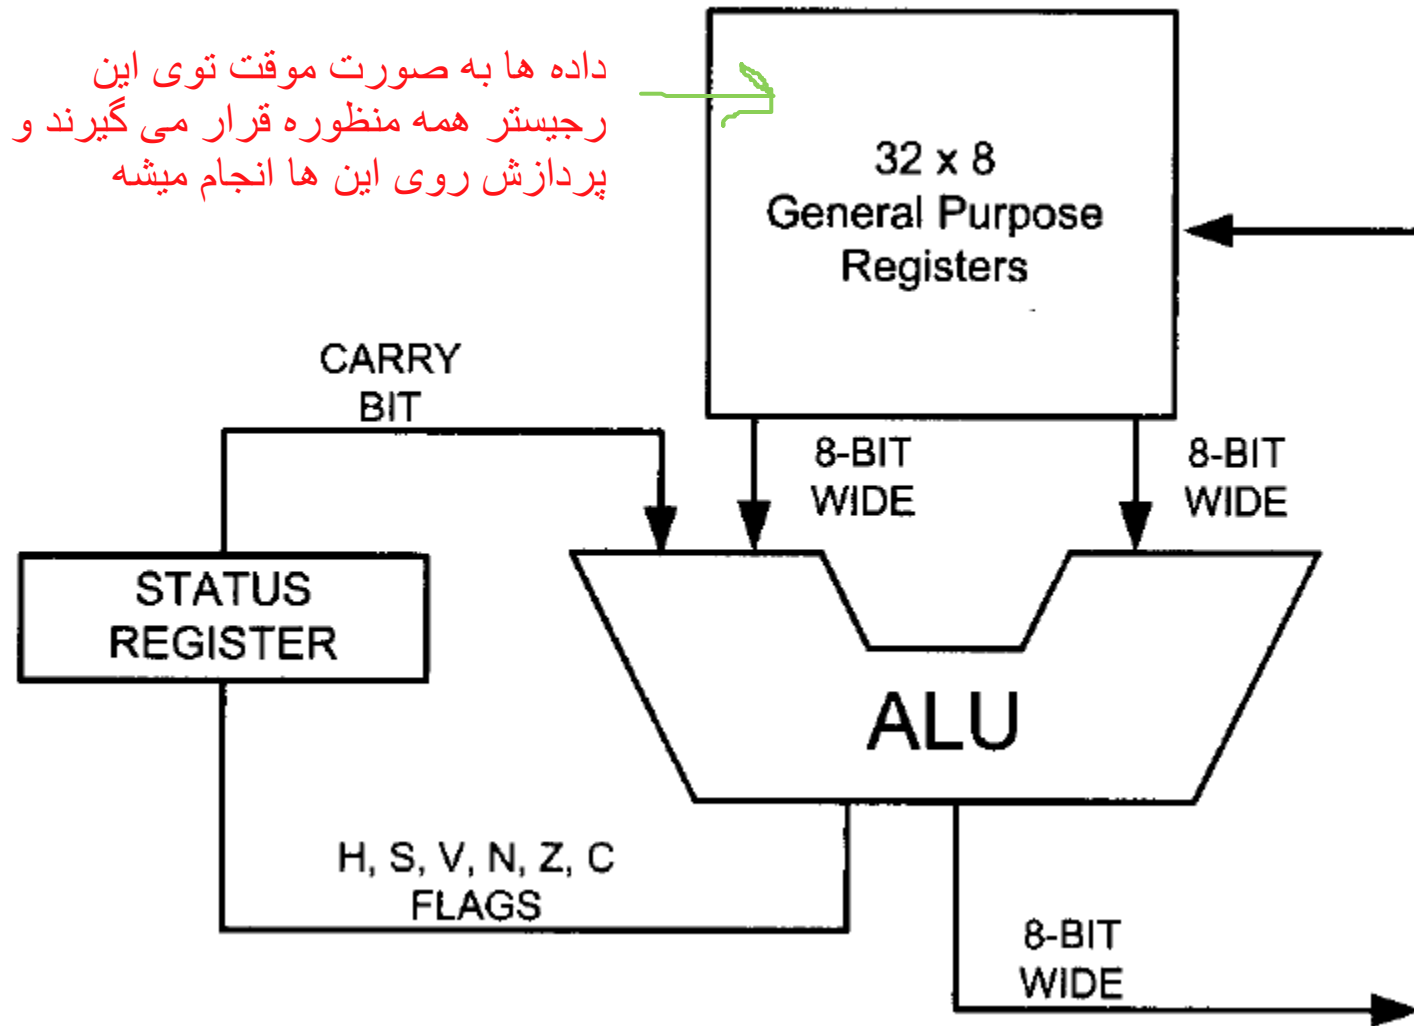 داده ها به صورت موقت توی این
رجیستر همه منظوره قرار می گیرند و
پردازش روی این ها انجام میشه
32 x 8
General Purpose
Registers
CARRY
BIT
8-BIT
WIDE
8-BIT
WIDE
STATUS
REGISTER
ALU
H, S, V, N, Z, C
FLAGS
8-BIT
WIDE